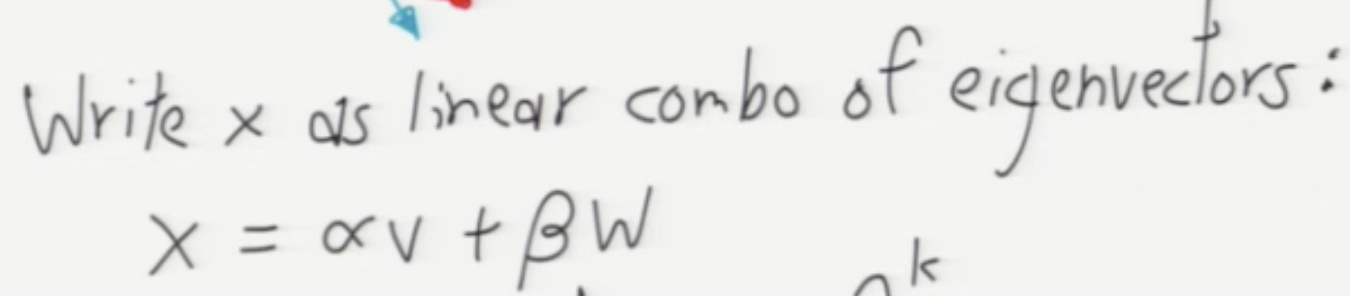 Write x as linear combo of eigenvectors:
x = αv + βw
k